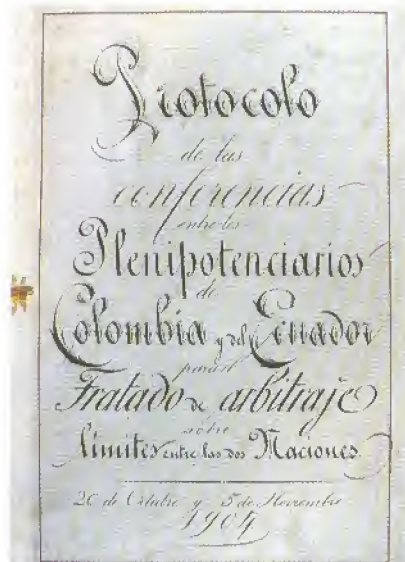 Protocolo
de las
conferencias
entre los
Plenipotenciarios
de
Colombia y del Ecuador
para el
Tratado de arbitraje
sobre
límites entre las dos Naciones.
20 de Octubre y 5 de Noviembre
1904